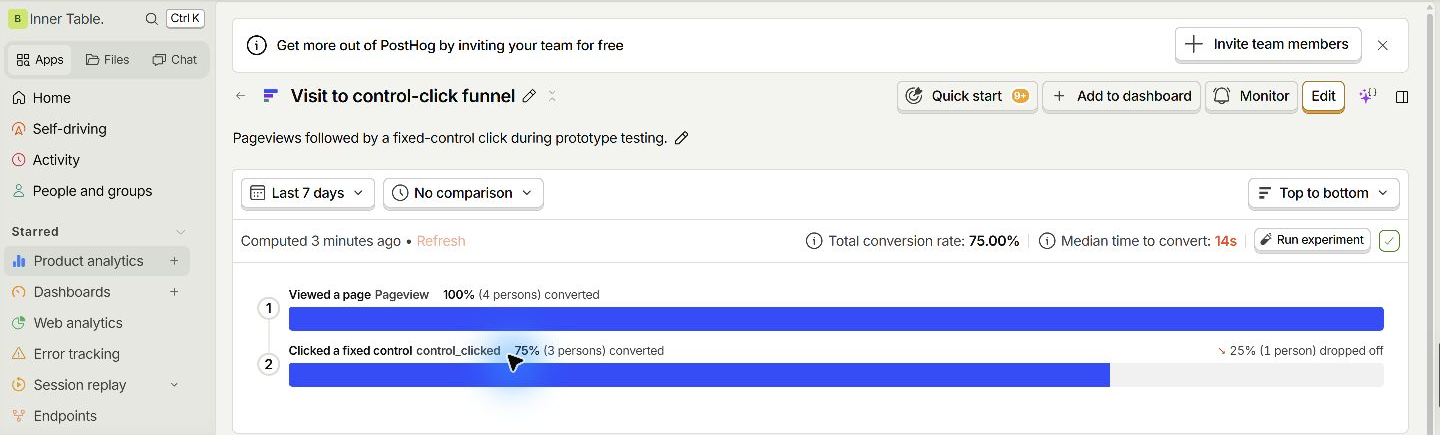 B Inner Table. Ctrl K
Apps Files Chat
Home
Self-driving
Activity
People and groups
Starred
Product analytics +
Dashboards +
Web analytics
Error tracking
Session replay
Endpoints
Get more out of PostHog by inviting your team for free
Invite team members
Visit to control-click funnel
Quick start 9+
Add to dashboard
Monitor
Edit
Pageviews followed by a fixed-control click during prototype testing.
Last 7 days
No comparison
Top to bottom
Computed 3 minutes ago • Refresh
Total conversion rate: 75.00%
Median time to convert: 14s
Run experiment
1
Viewed a page Pageview 100% (4 persons) converted
2
Clicked a fixed control control_clicked 75% (3 persons) converted
25% (1 person) dropped off